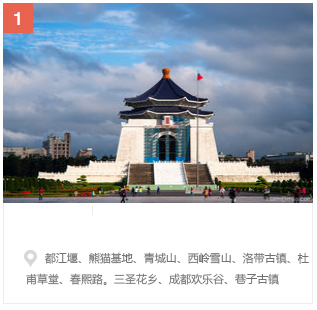 1
都江堰、熊猫基地、青城山、西岭雪山、洛带古镇、杜
甫草堂、春熙路。三圣花乡、成都欢乐谷、巷子古镇